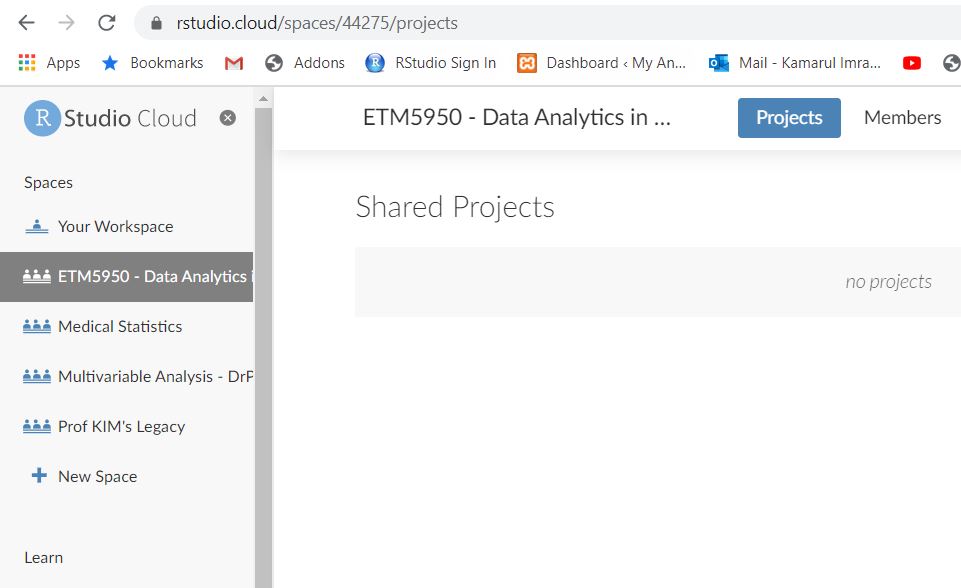 rstudio.cloud/spaces/44275/projects
Apps Bookmarks Addons RStudio Sign In Dashboard ‹ My An... Mail - Kamarul Imra...
R Studio Cloud
ETM5950 - Data Analytics in ... Projects Members
Spaces
Your Workspace
ETM5950 - Data Analytics i
Medical Statistics
Multivariable Analysis - DrP
Prof KIM's Legacy
New Space
Learn
Shared Projects
no projects